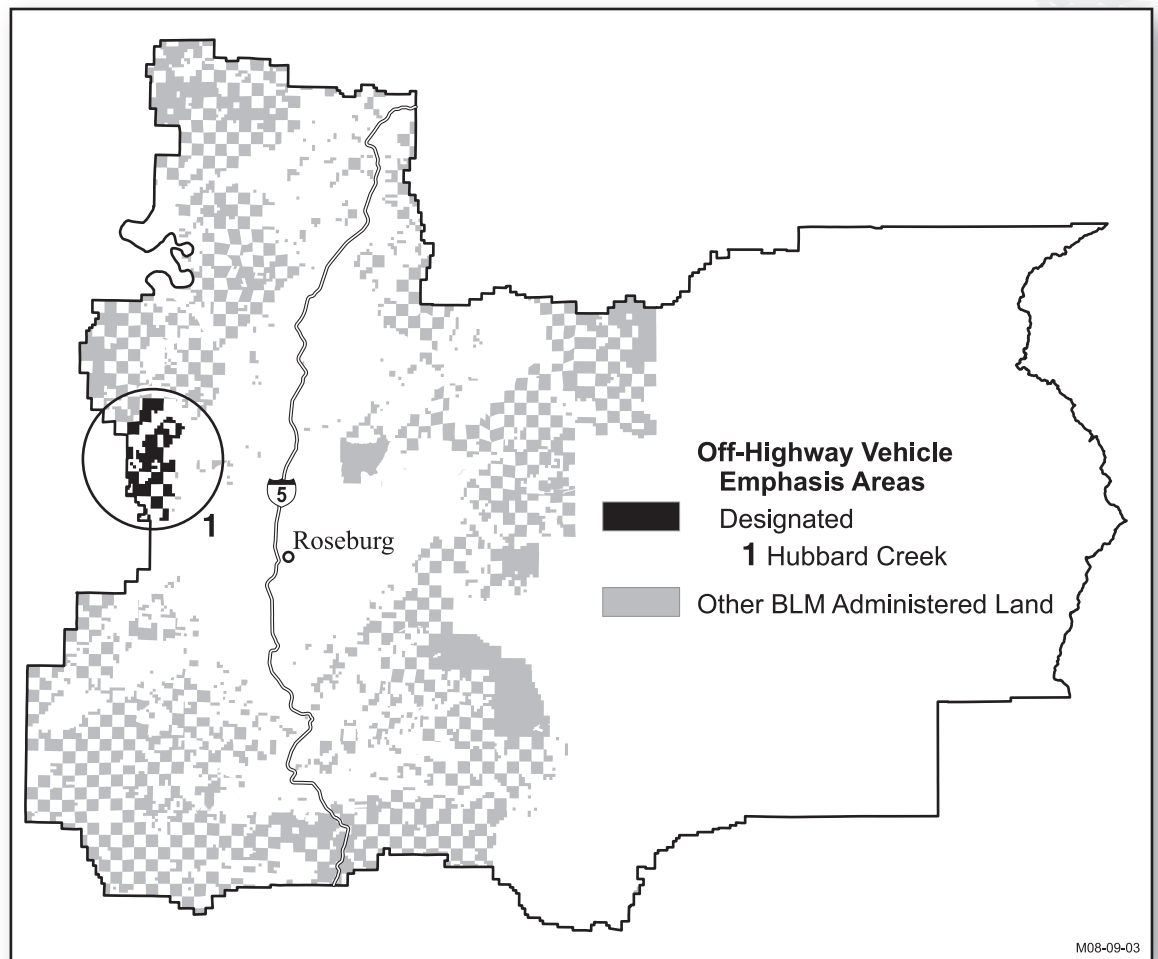 1
5
Roseburg
Off-Highway Vehicle
Emphasis Areas
Designated
1 Hubbard Creek
Other BLM Administered Land
M08-09-03